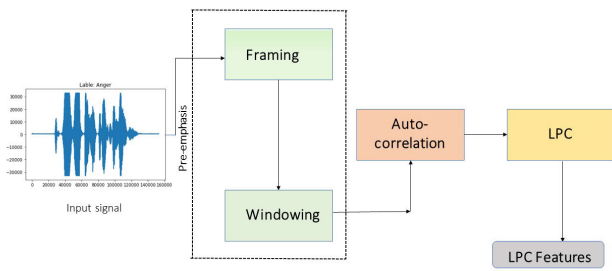 Lable: Anger
30000
20000
10000
0
-10000
-20000
-30000
0 20000 40000 60000 80000 100000 120000 140000 160000
Input signal
Pre-emphasis
Framing
Windowing
Auto-
correlation
LPC
LPC Features